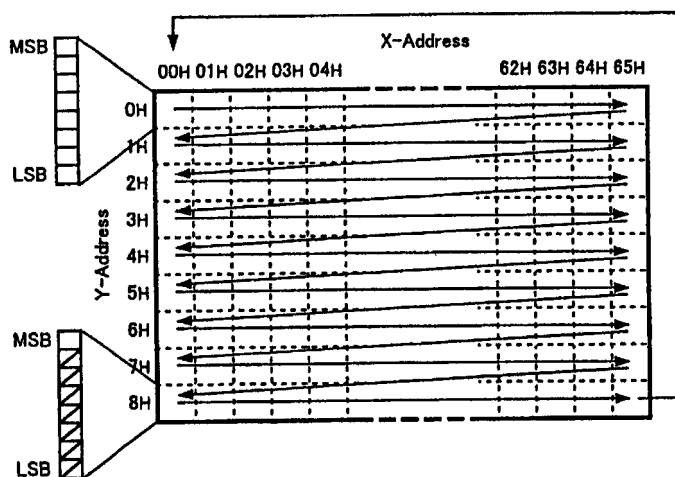 X-Address
00H 01H 02H 03H 04H 62H 63H 64H 65H
MSB
LSB
Y-Address
0H
1H
2H
3H
4H
5H
6H
7H
8H
MSB
LSB